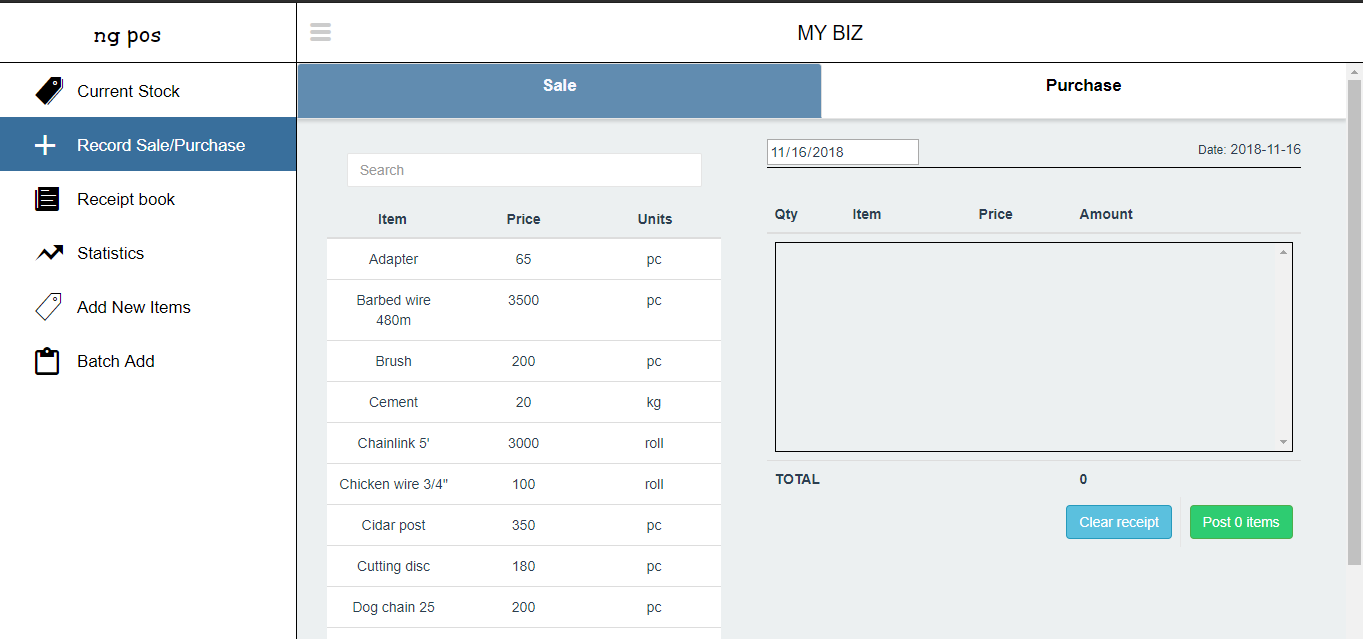 ng pos
MY BIZ
Current Stock
Record Sale/Purchase
Receipt book
Statistics
Add New Items
Batch Add
Sale
Purchase
Search
Item Price Units
Adapter 65 pc
Barbed wire 3500 pc
480m
Brush 200 pc
Cement 20 kg
Chainlink 5' 3000 roll
Chicken wire 3/4" 100 roll
Cidar post 350 pc
Cutting disc 180 pc
Dog chain 25 200 pc
11/16/2018
Date: 2018-11-16
Qty Item Price Amount
TOTAL 0
Clear receipt
Post 0 items